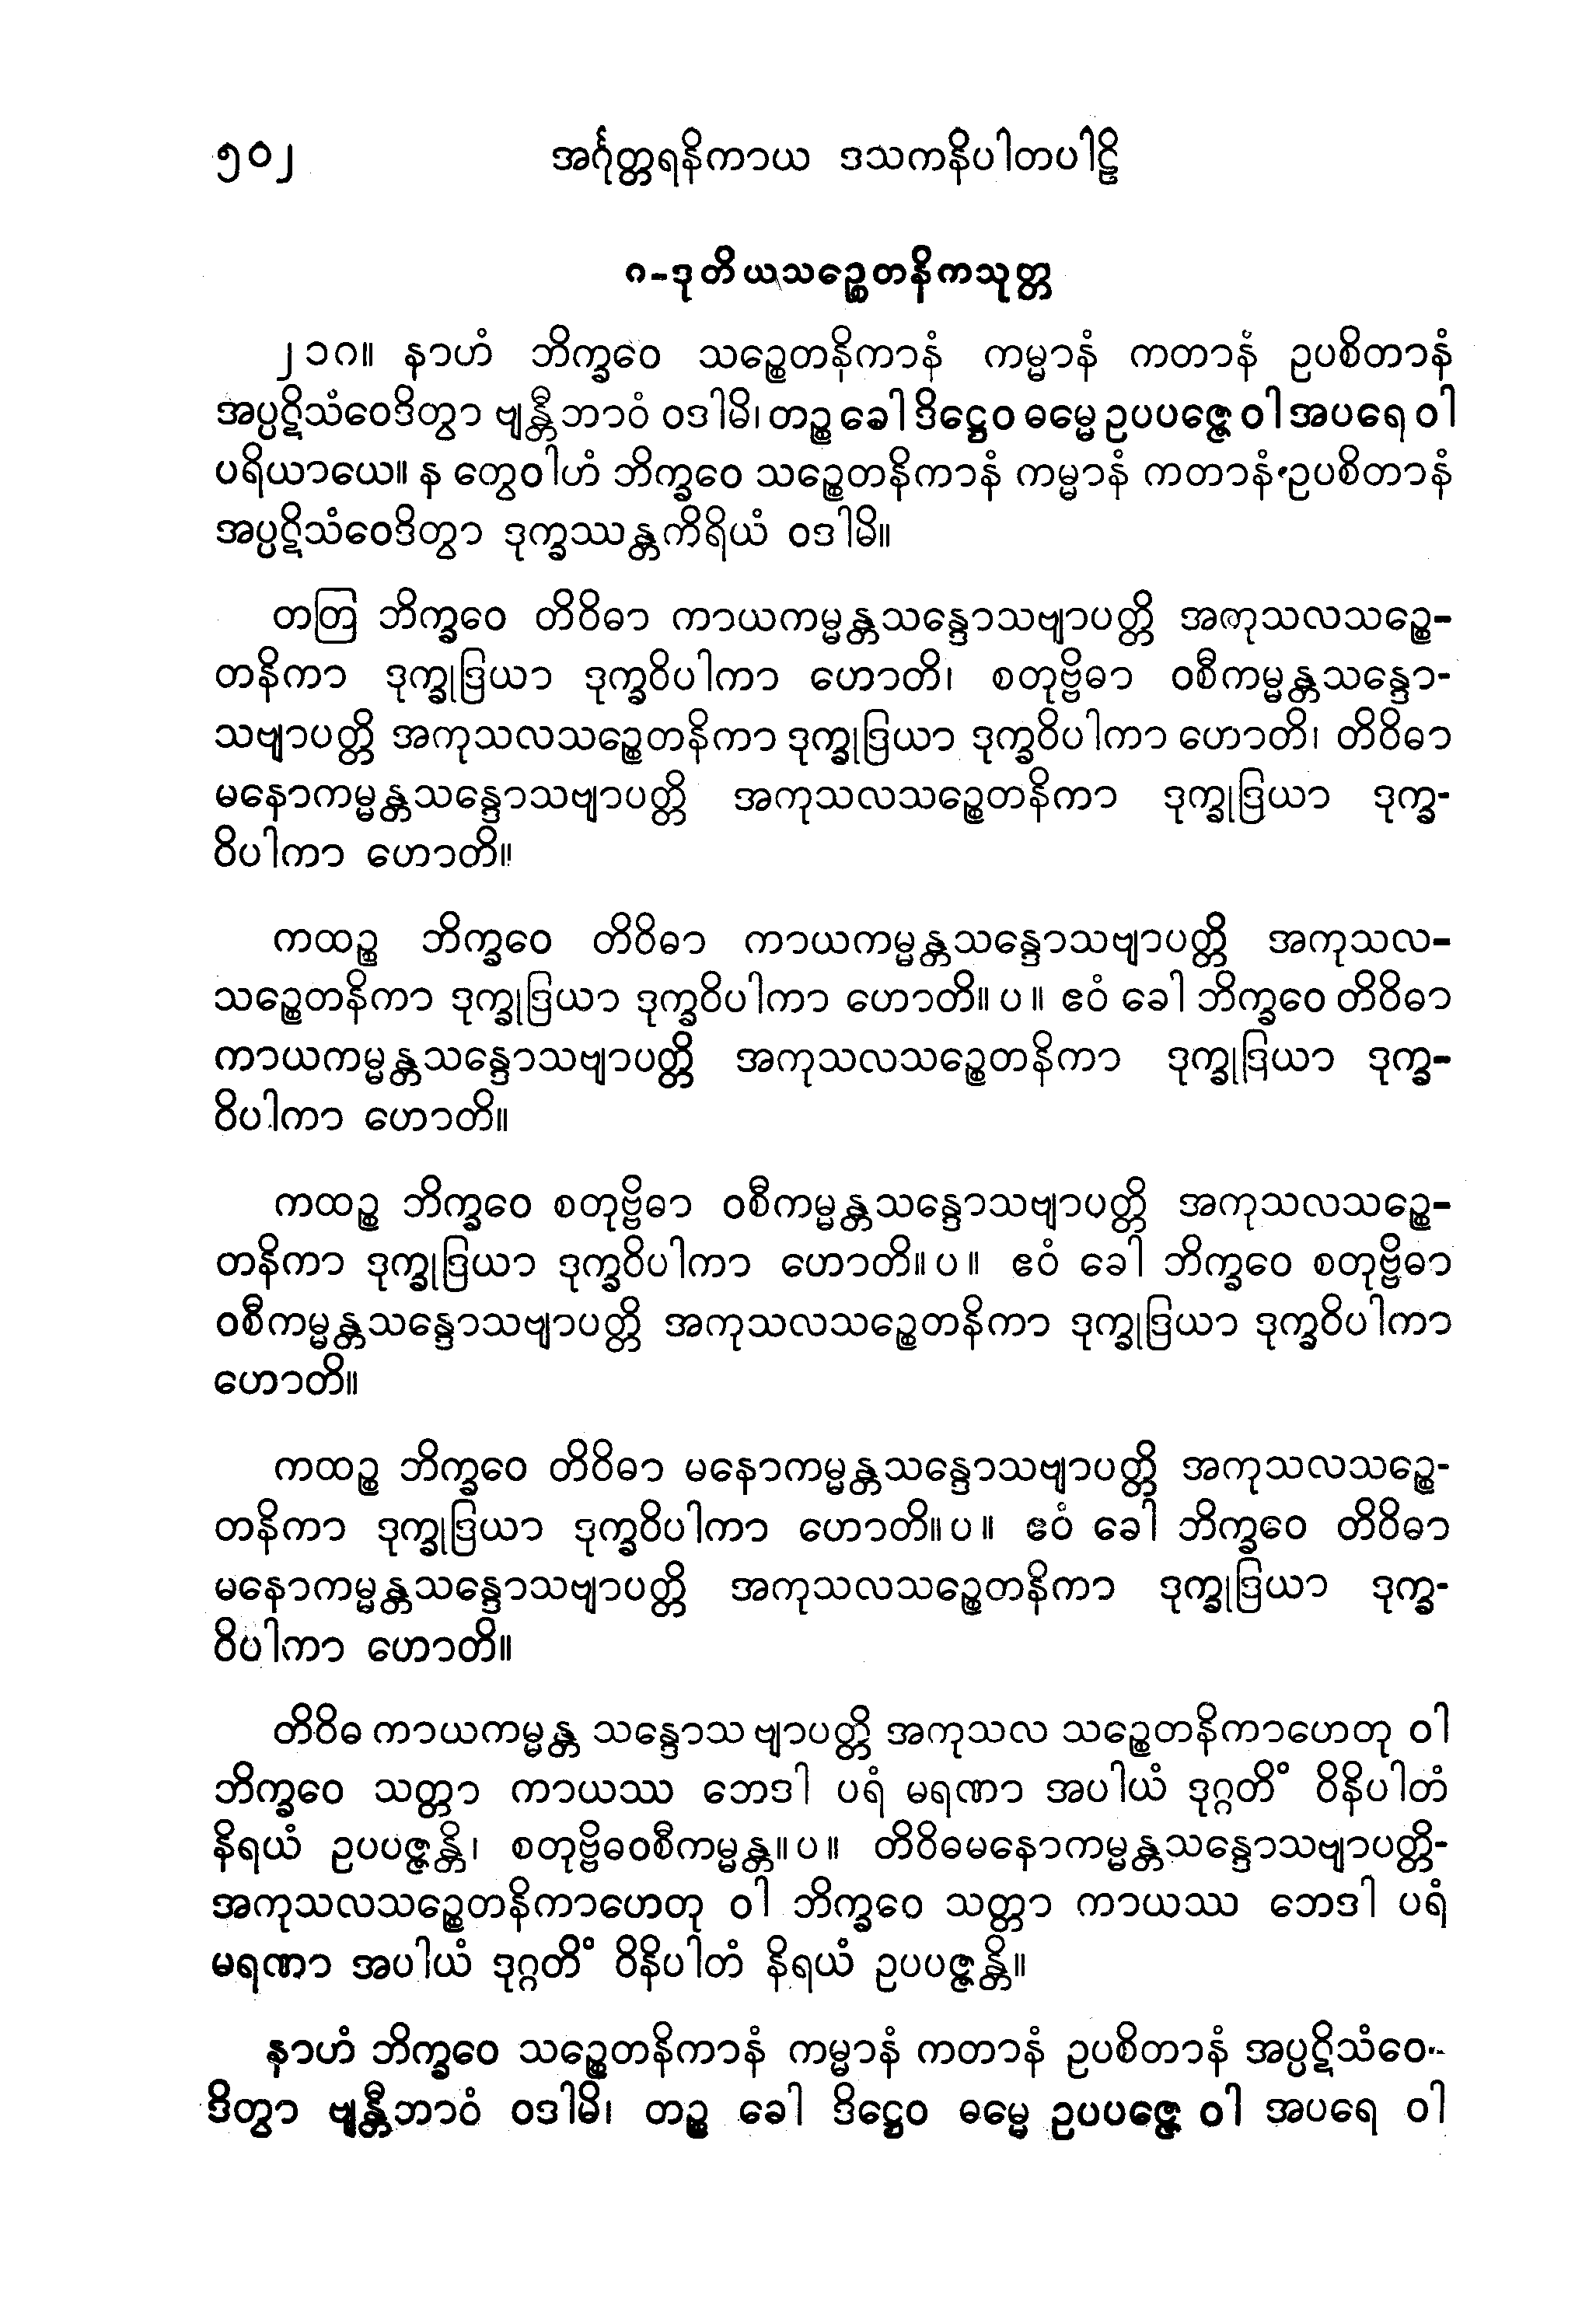 ၅၀၂ အင်္ဂုတ္တရနိကာယ ဒသကနိပါတပါဠိ
၈-ဒုတိယသဉ္စေတနိကသုတ္တ
၂၁၈။ နာဟံ ဘိက္ခဝေ သဉ္စေတနိကာနံ ကမ္မာနံ ကတာနံ ဥပစိတာနံ
အပ္ပဋိသံဝေဒိတွာ ဗျန္တီဘာဝံ ဝဒါမိ၊ တဉ္စ ခေါ ဒိဋ္ဌေဝ ဓမ္မေ ဥပပဇ္ဇေ ဝါ အပရေ ဝါ
ပရိယာယေ။ န တွေဝါဟံ ဘိက္ခဝေ သဉ္စေတနိကာနံ ကမ္မာနံ ကတာနံ ဥပစိတာနံ
အပ္ပဋိသံဝေဒိတွာ ဒုက္ခဿန္တကိရိယံ ဝဒါမိ။
တတြ ဘိက္ခဝေ တိဝိဓာ ကာယကမ္မန္တသန္ဒောသဗျာပတ္တိ အကုသလသဉ္စေ-
တနိကာ ဒုက္ခုဒြယာ ဒုက္ခဝိပါကာ ဟောတိ၊ စတုဗ္ဗိဓာ ဝစီကမ္မန္တသန္ဒော-
သဗျာပတ္တိ အကုသလသဉ္စေတနိကာ ဒုက္ခုဒြယာ ဒုက္ခဝိပါကာ ဟောတိ၊ တိဝိဓာ
မနောကမ္မန္တသန္ဒောသဗျာပတ္တိ အကုသလသဉ္စေတနိကာ ဒုက္ခုဒြယာ ဒုက္ခ-
ဝိပါကာ ဟောတိ။
ကထဉ္စ ဘိက္ခဝေ တိဝိဓာ ကာယကမ္မန္တသန္ဒောသဗျာပတ္တိ အကုသလ-
သဉ္စေတနိကာ ဒုက္ခုဒြယာ ဒုက္ခဝိပါကာ ဟောတိ။ ပ ။ ဧဝံ ခေါ ဘိက္ခဝေ တိဝိဓာ
ကာယကမ္မန္တသန္ဒောသဗျာပတ္တိ အကုသလသဉ္စေတနိကာ ဒုက္ခုဒြယာ ဒုက္ခ-
ဝိပါကာ ဟောတိ။
ကထဉ္စ ဘိက္ခဝေ စတုဗ္ဗိဓာ ဝစီကမ္မန္တသန္ဒောသဗျာပတ္တိ အကုသလသဉ္စေ-
တနိကာ ဒုက္ခုဒြယာ ဒုက္ခဝိပါကာ ဟောတိ။ ပ ။ ဧဝံ ခေါ ဘိက္ခဝေ စတုဗ္ဗိဓာ
ဝစီကမ္မန္တသန္ဒောသဗျာပတ္တိ အကုသလသဉ္စေတနိကာ ဒုက္ခုဒြယာ ဒုက္ခဝိပါကာ
ဟောတိ။
ကထဉ္စ ဘိက္ခဝေ တိဝိဓာ မနောကမ္မန္တသန္ဒောသဗျာပတ္တိ အကုသလသဉ္စေ-
တနိကာ ဒုက္ခုဒြယာ ဒုက္ခဝိပါကာ ဟောတိ။ ပ ။ ဧဝံ ခေါ ဘိက္ခဝေ တိဝိဓာ
မနောကမ္မန္တသန္ဒောသဗျာပတ္တိ အကုသလသဉ္စေတနိကာ ဒုက္ခုဒြယာ ဒုက္ခ-
ဝိပါကာ ဟောတိ။
တိဝိဓ ကာယကမ္မန္တ သန္ဒောသ ဗျာပတ္တိ အကုသလ သဉ္စေတနိကာဟေတု ဝါ
ဘိက္ခဝေ သတ္တာ ကာယဿ ဘေဒါ ပရံ မရဏာ အပါယံ ဒုဂ္ဂတိံ ဝိနိပါတံ
နိရယံ ဥပပဇ္ဇန္တိ၊ စတုဗ္ဗိဓဝစီကမ္မန္တ။ ပ ။ တိဝိဓမနောကမ္မန္တသန္ဒောသဗျာပတ္တိ-
အကုသလသဉ္စေတနိကာဟေတု ဝါ ဘိက္ခဝေ သတ္တာ ကာယဿ ဘေဒါ ပရံ
မရဏာ အပါယံ ဒုဂ္ဂတိံ ဝိနိပါတံ နိရယံ ဥပပဇ္ဇန္တိ။
နာဟံ ဘိက္ခဝေ သဉ္စေတနိကာနံ ကမ္မာနံ ကတာနံ ဥပစိတာနံ အပ္ပဋိသံဝေ-
ဒိတွာ ဗျန္တီဘာဝံ ဝဒါမိ၊ တဉ္စ ခေါ ဒိဋ္ဌေဝ ဓမ္မေ ဥပပဇ္ဇေ ဝါ အပရေ ဝါ